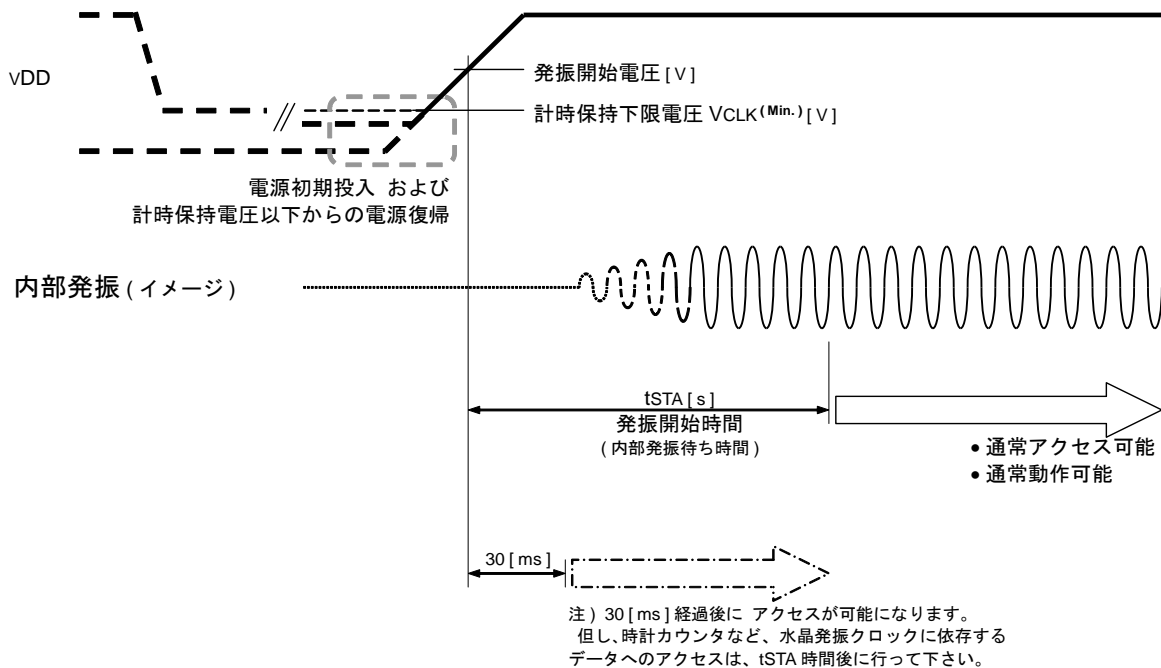 VDD
発振開始電圧 [ V ]
計時保持下限電圧 VCLK(Min.) [ V ]
電源初期投入 および
計時保持電圧以下からの電源復帰
内部発振 ( イメージ )
tSTA [ s ]
発振開始時間
( 内部発振待ち時間 )
• 通常アクセス可能
• 通常動作可能
30 [ ms ]
注 ) 30 [ ms ] 経過後に アクセスが可能になります。
但し、時計カウンタなど、水晶発振クロックに依存する
データへのアクセスは、tSTA 時間後に行って下さい。